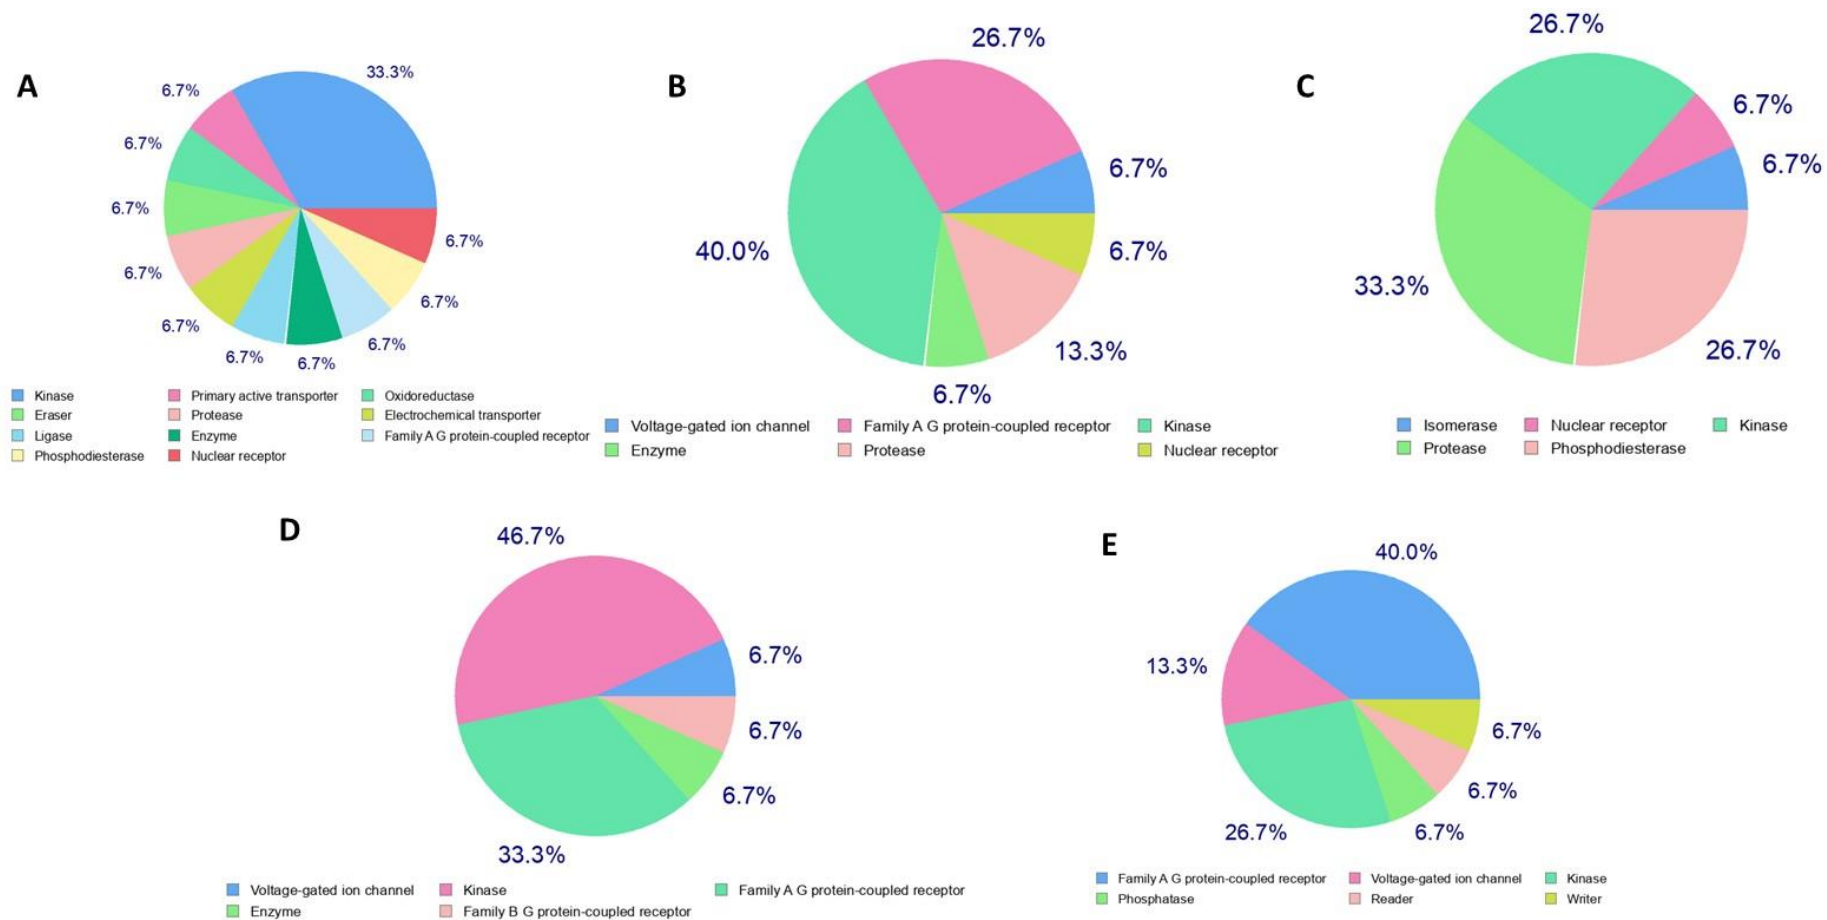 A
33.3%
6.7%
6.7%
6.7%
6.7%
6.7%
6.7%
6.7%
6.7%
6.7%
6.7%
Kinase Primary active transporter Oxidoreductase
Eraser Protease Electrochemical transporter
Ligase Enzyme Family A G protein-coupled receptor
Phosphodiesterase Nuclear receptor
B
26.7%
6.7%
40.0%
6.7%
13.3%
6.7%
Voltage-gated ion channel Family A G protein-coupled receptor Kinase
Enzyme Protease Nuclear receptor
C
26.7%
6.7%
6.7%
33.3%
26.7%
Isomerase Nuclear receptor Kinase
Protease Phosphodiesterase
D
46.7%
6.7%
6.7%
6.7%
33.3%
Voltage-gated ion channel Kinase Family A G protein-coupled receptor
Enzyme Family B G protein-coupled receptor
E
40.0%
13.3%
6.7%
6.7%
26.7%
6.7%
Family A G protein-coupled receptor Voltage-gated ion channel Kinase
Phosphatase Reader Writer